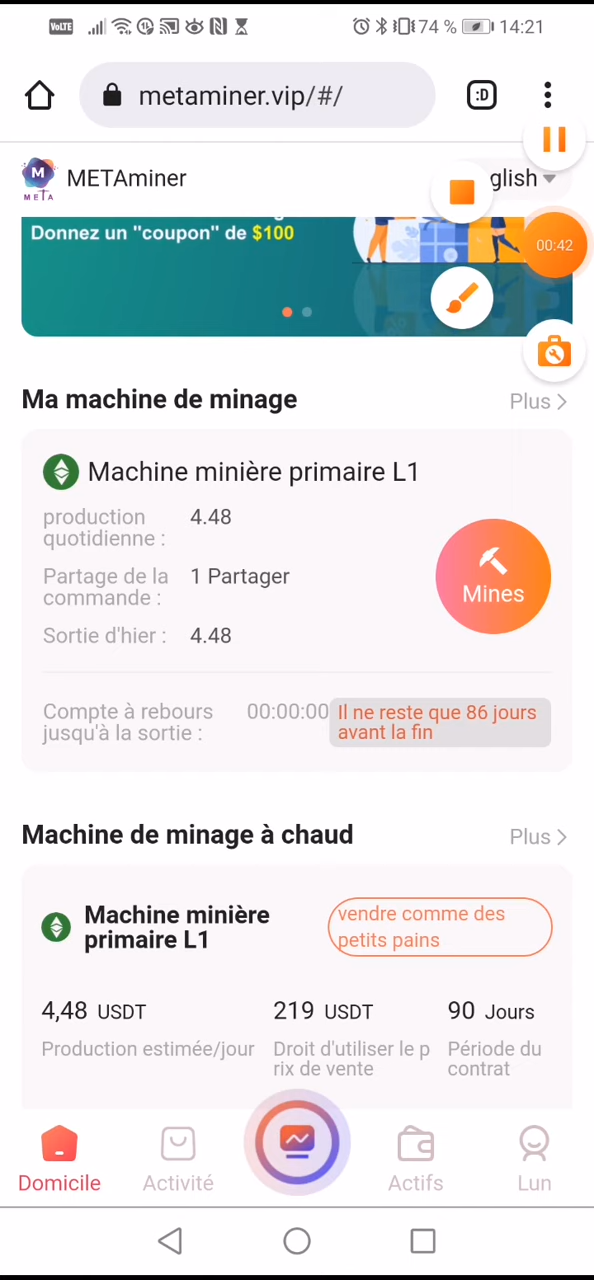 VoLTE
74 % 14:21
metaminer.vip/#/
:D
M
META
METAminer
glish
Donnez un "coupon" de $100
00:42
Ma machine de minage
Plus
Machine minière primaire L1
production
quotidienne :
4.48
Partage de la
commande :
1 Partager
Mines
Sortie d'hier :
4.48
Compte à rebours
jusqu'à la sortie :
00:00:00
Il ne reste que 86 jours
avant la fin
Machine de minage à chaud
Plus
Machine minière
primaire L1
vendre comme des
petits pains
4,48 USDT
219 USDT
90 Jours
Production estimée/jour
Droit d'utiliser le p
rix de vente
Période du
contrat
Domicile
Activité
Actifs
Lun